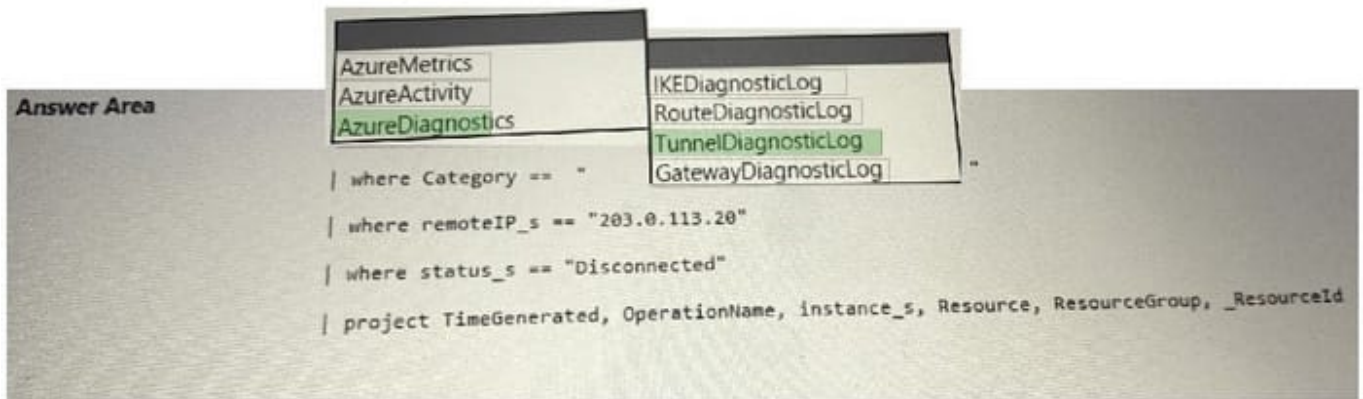 AzureMetrics
AzureActivity
AzureDiagnostics
IKEDiagnosticLog
RouteDiagnosticLog
TunnelDiagnosticLog
GatewayDiagnosticLog
Answer Area
| where Category == " "
| where remoteIP_s == "203.0.113.20"
| where status_s == "Disconnected"
| project TimeGenerated, OperationName, instance_s, Resource, ResourceGroup, _ResourceId